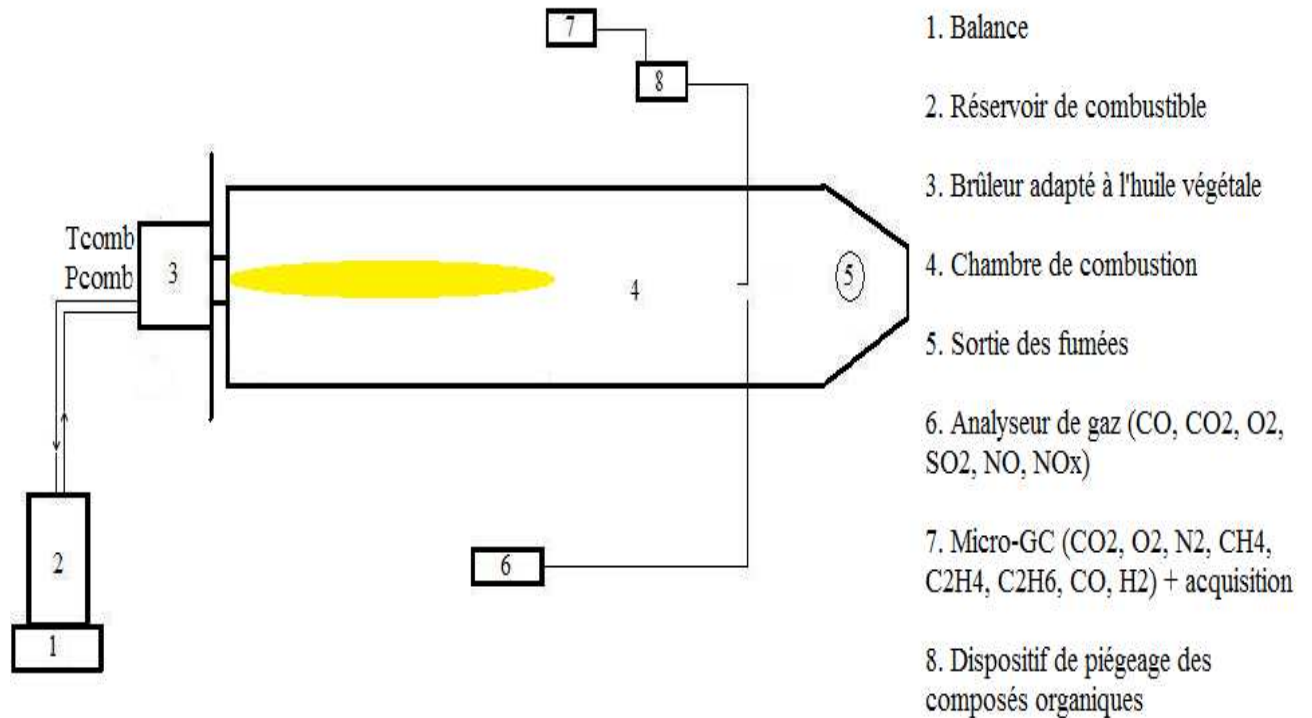 7
8
Tcomb
Pcomb
3
4
5
6
2
1
1. Balance
2. Réservoir de combustible
3. Brûleur adapté à l'huile végétale
4. Chambre de combustion
5. Sortie des fumées
6. Analyseur de gaz (CO, CO2, O2,
SO2, NO, NOx)
7. Micro-GC (CO2, O2, N2, CH4,
C2H4, C2H6, CO, H2) + acquisition
8. Dispositif de piégeage des
composés organiques